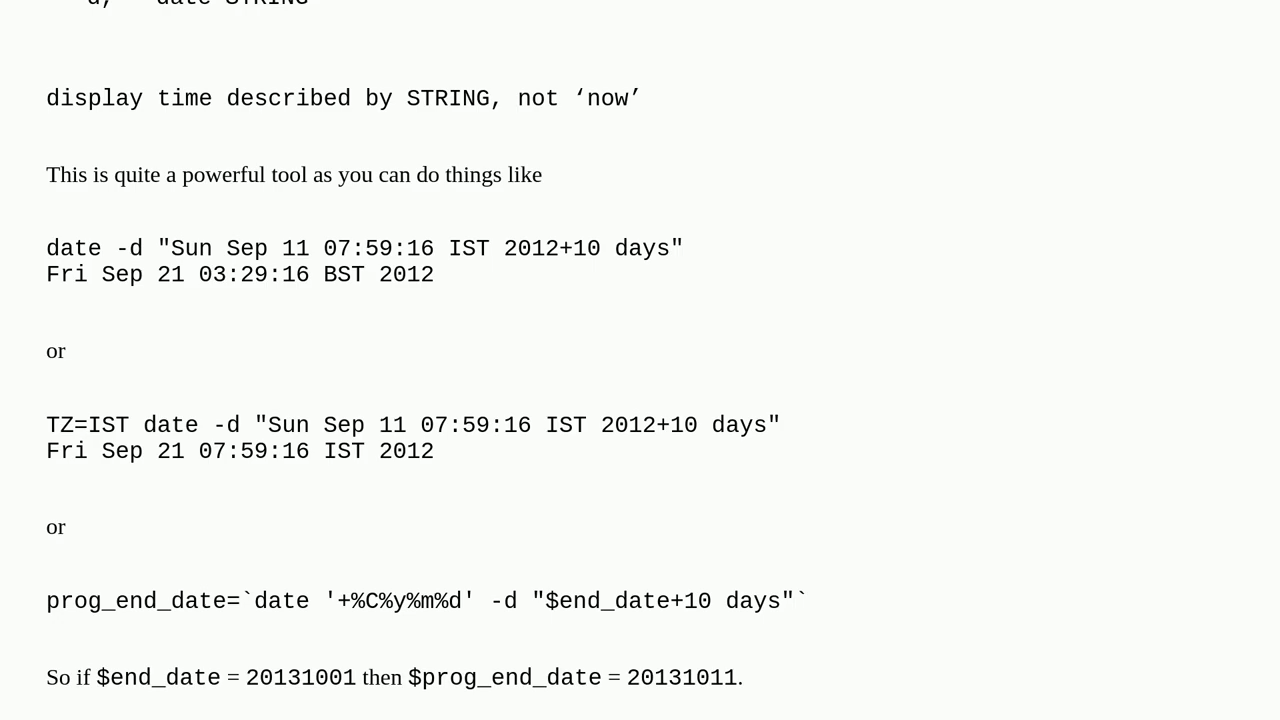 display time described by STRING, not ‘now’
This is quite a powerful tool as you can do things like
date -d "Sun Sep 11 07:59:16 IST 2012+10 days"
Fri Sep 21 03:29:16 BST 2012
or
TZ=IST date -d "Sun Sep 11 07:59:16 IST 2012+10 days"
Fri Sep 21 07:59:16 IST 2012
or
prog_end_date=`date '+%C%y%m%d' -d "$end_date+10 days"`
So if $end_date = 20131001 then $prog_end_date = 20131011.